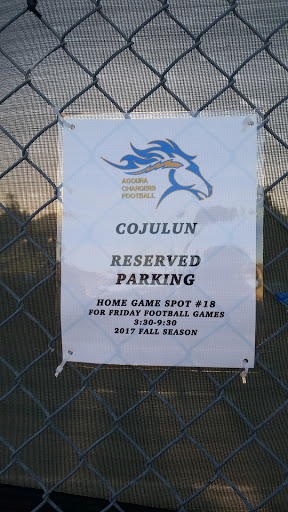 AGOURA
CHARGERS
FOOTBALL
COJULUN
RESERVED
PARKING
HOME GAME SPOT #18
FOR FRIDAY FOOTBALL GAMES
3:30-9:30
2017 FALL SEASON